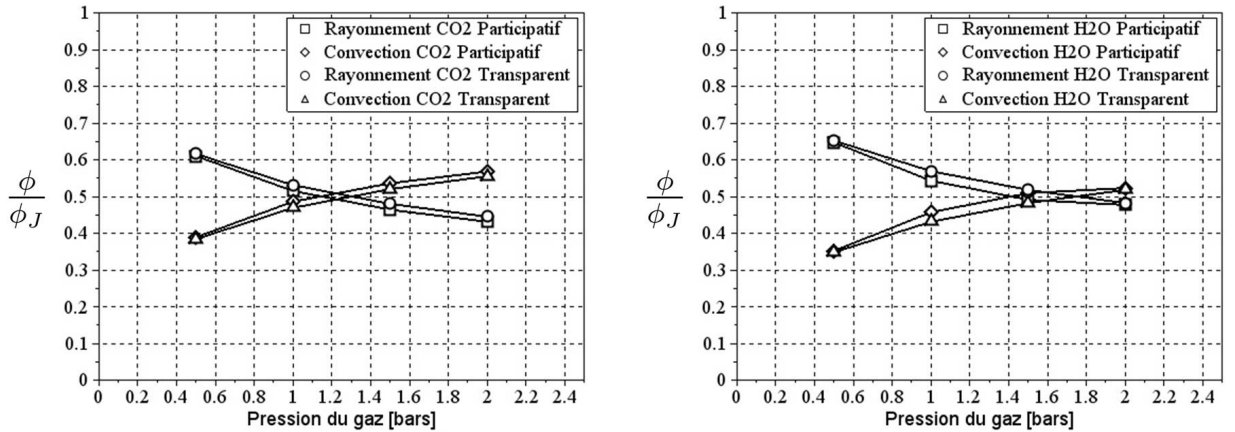 1
0.9
0.8
0.7
0.6
0.5
0.4
0.3
0.2
0.1
0
ϕ
ϕJ
Rayonnement CO2 Participatif
Convection CO2 Participatif
Rayonnement CO2 Transparent
Convection CO2 Transparent
0 0.2 0.4 0.6 0.8 1 1.2 1.4 1.6 1.8 2 2.2 2.4
Pression du gaz [bars]
1
0.9
0.8
0.7
0.6
0.5
0.4
0.3
0.2
0.1
0
ϕ
ϕJ
Rayonnement H2O Participatif
Convection H2O Participatif
Rayonnement H2O Transparent
Convection H2O Transparent
0 0.2 0.4 0.6 0.8 1 1.2 1.4 1.6 1.8 2 2.2 2.4
Pression du gaz [bars]